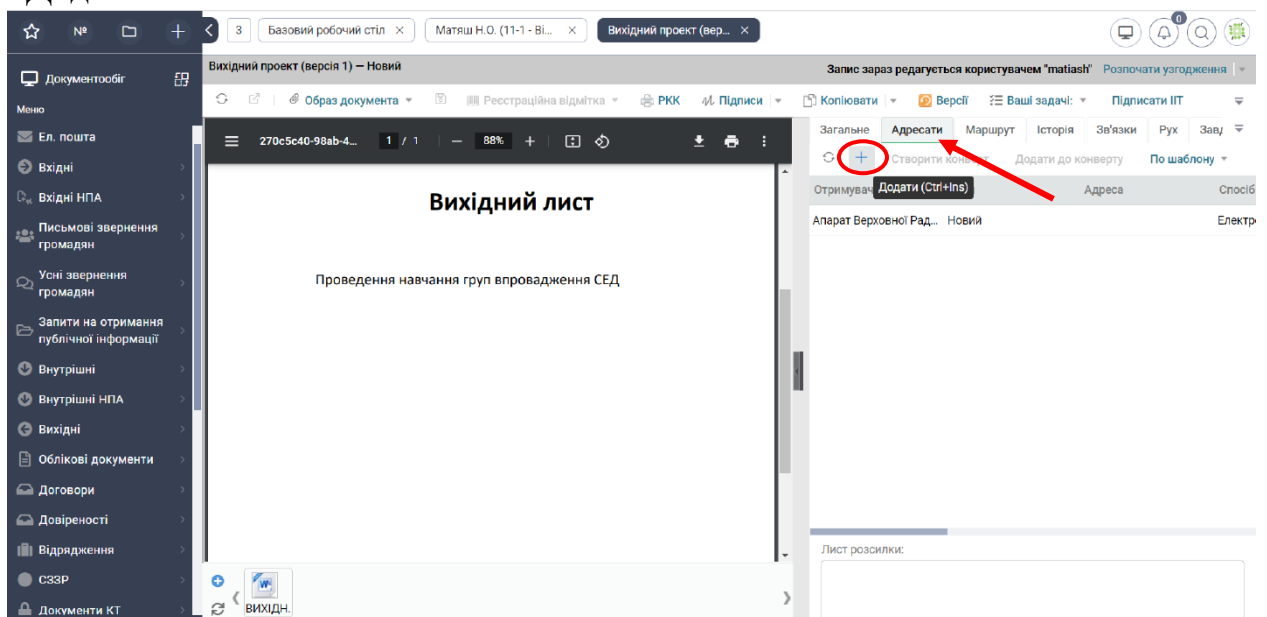 №
3
Базовий робочий стіл ×
Матяш Н.О. (11-1 - Ві... ×
Вихідний проект (вер... ×
0
Документообіг
Меню
Ел. пошта
Вхідні
Вхідні НПА
Письмові звернення
громадян
Усні звернення
громадян
Запити на отримання
публічної інформації
Внутрішні
Внутрішні НПА
Вихідні
Облікові документи
Договори
Довіреності
Відрядження
СЗЗР
Документи КТ
Вихідний проект (версія 1) — Новий
Запис зараз редагується користувачем "matiash" Розпочати узгодження
Образ документа
Реєстраційна відмітка
РКК
Підписи
Копіювати
Версії
Ваші задачі:
Підписати ІІТ
270c5c40-98ab-4... 1 / 1 — 88% +
Вихідний лист
Проведення навчання груп впровадження СЕД
ВИХІДН.
Загальне Адресати Маршрут Історія Зв'язки Рух
Додати до конверту По шаблону
Додати (Ctrl+Ins)
Адреса
Апарат Верховної Рад... Новий
Лист розсилки: